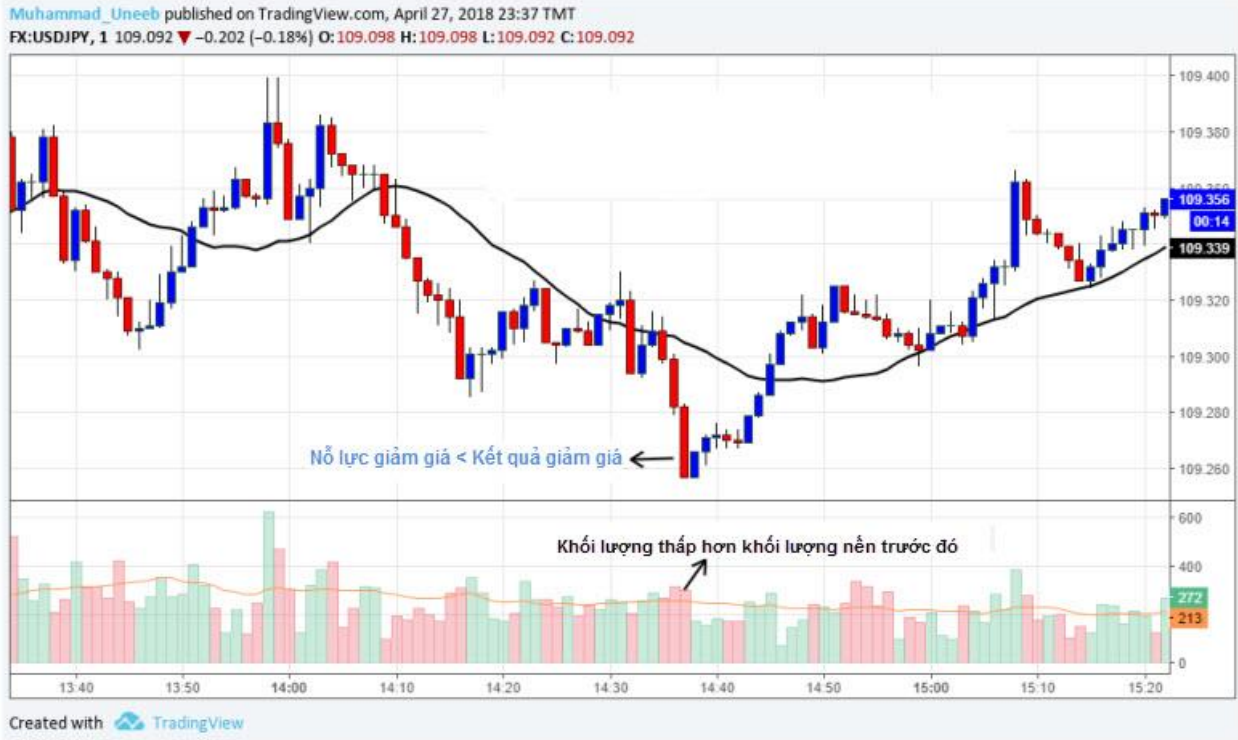 Muhammad_Uneeb published on TradingView.com, April 27, 2018 23:37 TMT
FX:USDJPY, 1 109.092 ▼ −0.202 (−0.18%) O:109.098 H:109.098 L:109.092 C:109.092
109.400
109.380
109.356
00:14
109.339
109.320
109.300
109.280
109.260
Nỗ lực giảm giá < Kết quả giảm giá
Khối lượng thấp hơn khối lượng nến trước đó
600
400
272
213
0
13:40 13:50 14:00 14:10 14:20 14:30 14:40 14:50 15:00 15:10 15:20
Created with TradingView